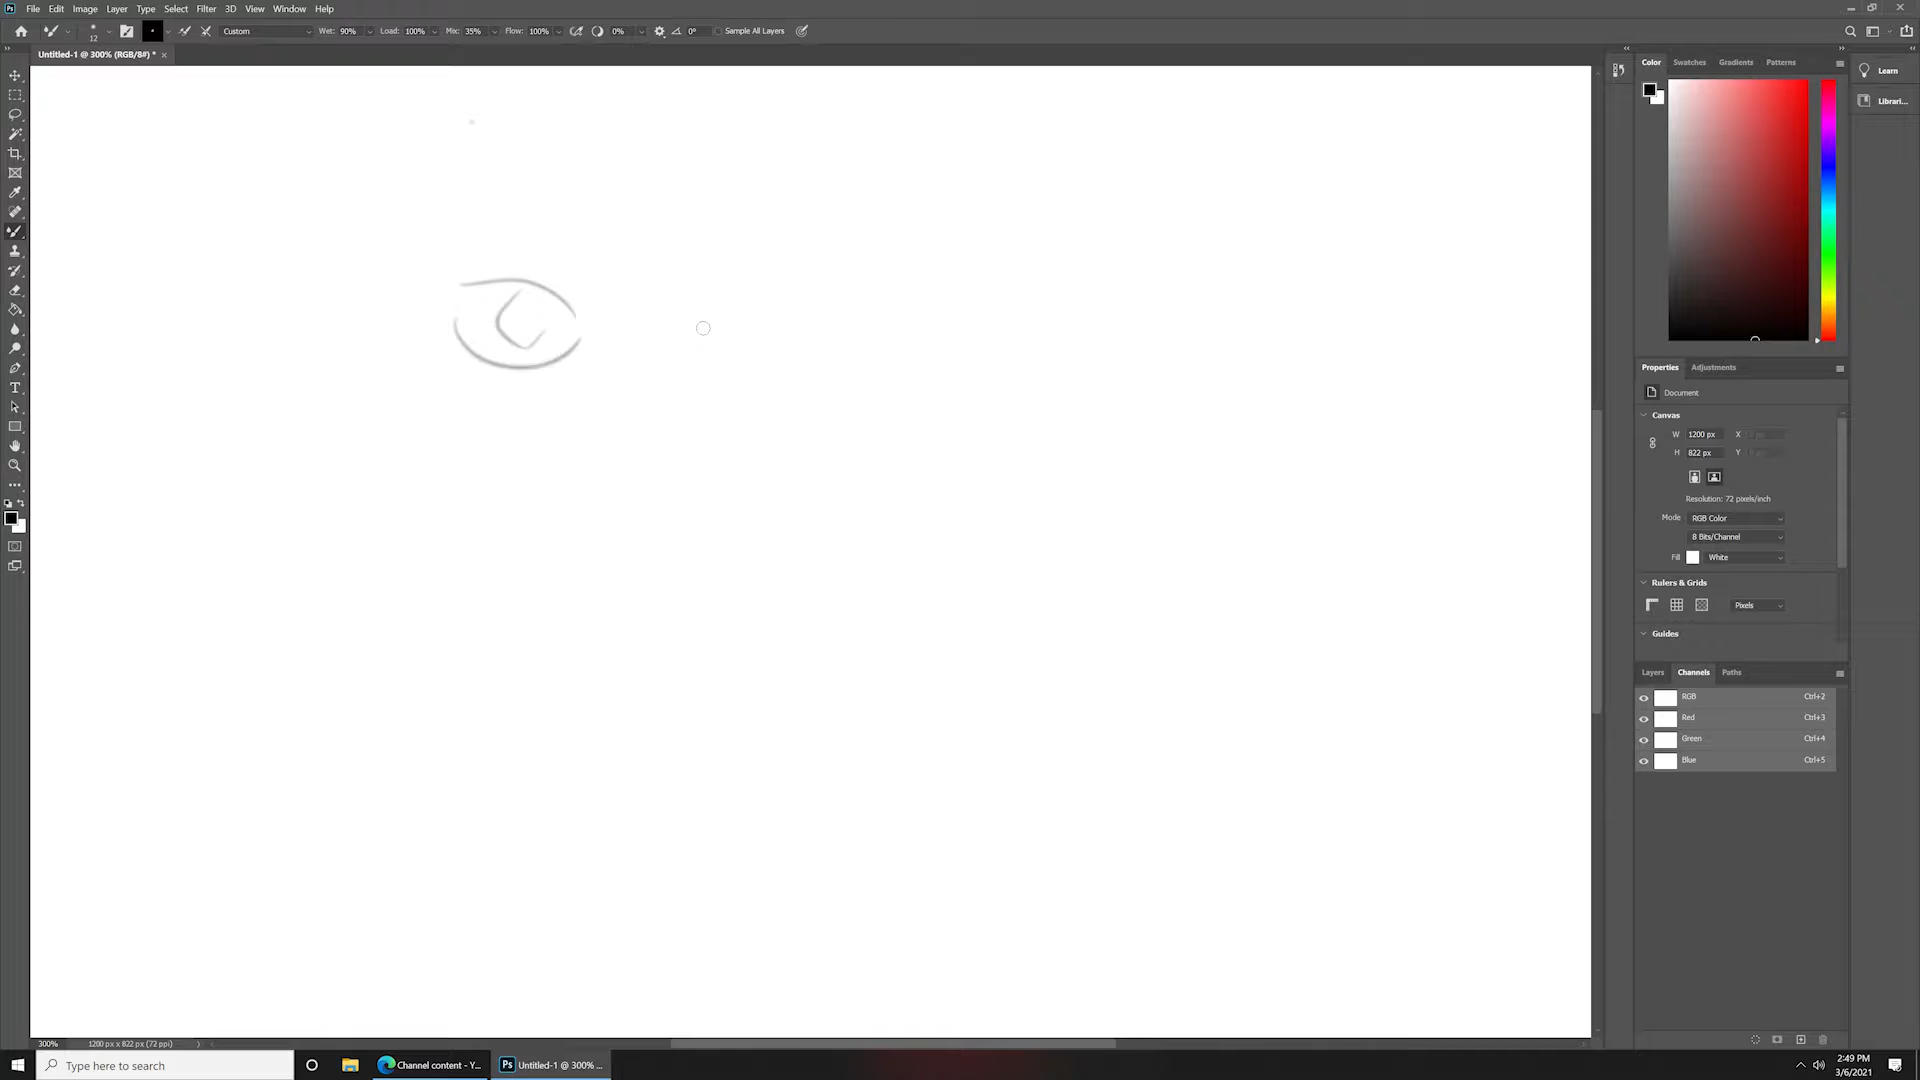 Ps File Edit Image Layer Type Select Filter 3D View Window Help
12 Custom Wet: 90% Load: 100% Mix: 35% Flow: 100% 0% 0° Sample All Layers
Untitled-1 @ 300% (RGB/8#) * ×
Color Swatches Gradients Patterns
Learn
Librari...
Properties Adjustments
Document
Canvas
W 1200 px X
H 822 px Y
Resolution: 72 pixels/inch
Mode RGB Color
8 Bits/Channel
Fill White
Rulers & Grids
Pixels
Guides
Layers Channels Paths
RGB Ctrl+2
Red Ctrl+3
Green Ctrl+4
Blue Ctrl+5
300% 1200 px x 822 px (72 ppi)
Type here to search
Channel content - Y...
Ps Untitled-1 @ 300% ...
2:49 PM
3/6/2021